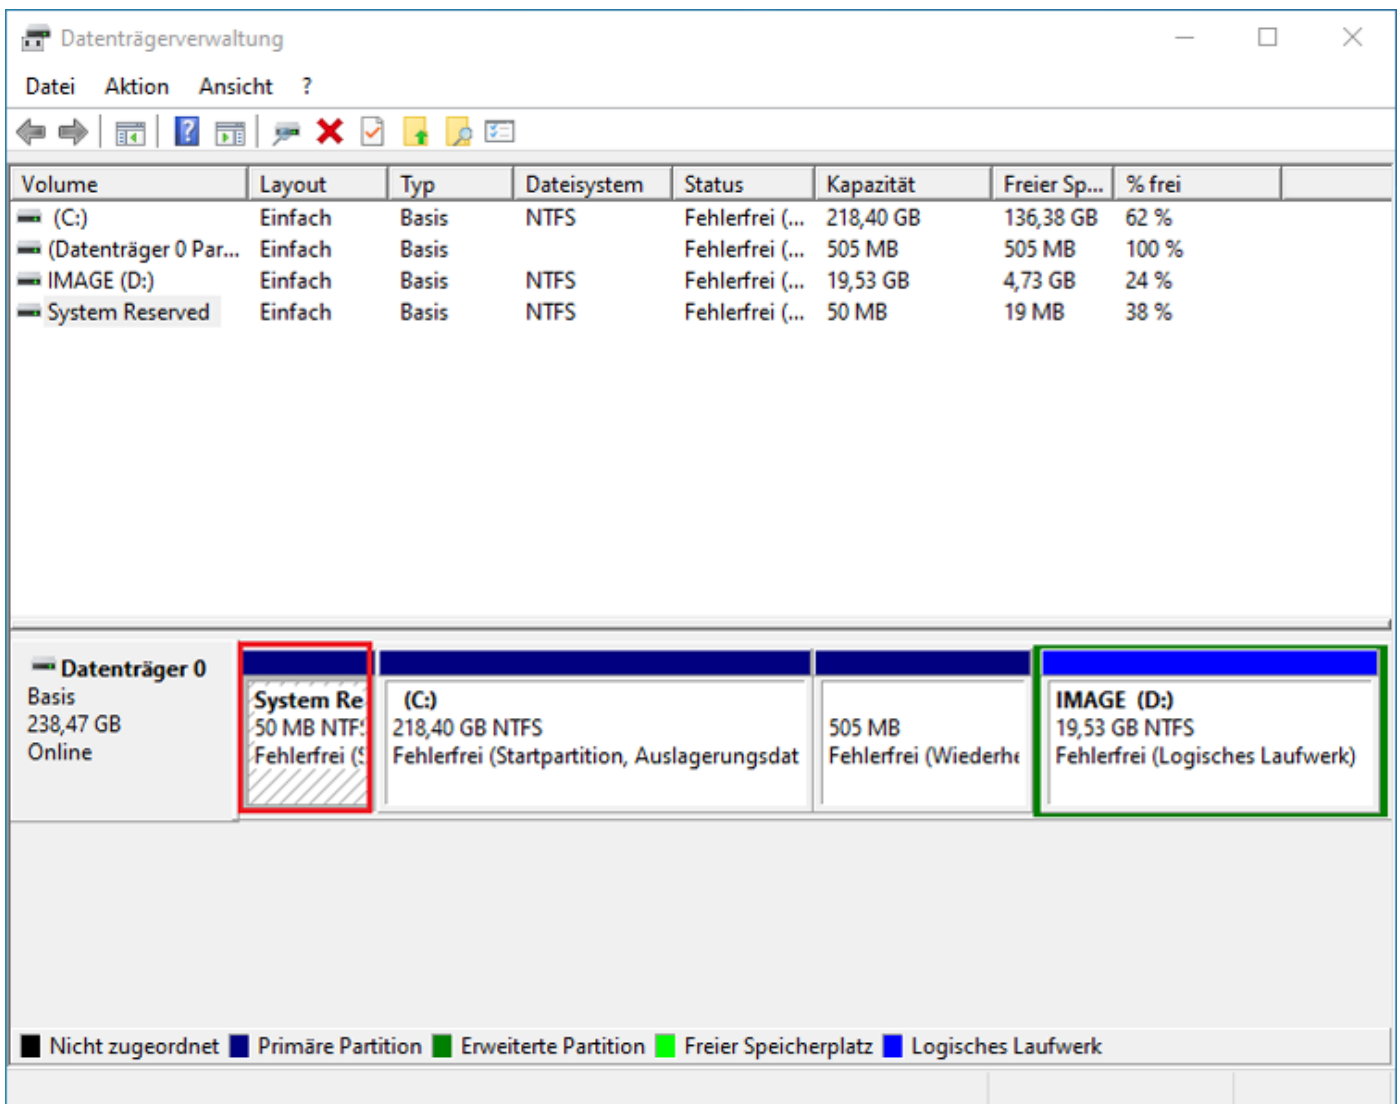 Datenträgerverwaltung
Datei Aktion Ansicht ?
Volume Layout Typ Dateisystem Status Kapazität Freier Sp... % frei
(C:) Einfach Basis NTFS Fehlerfrei (... 218,40 GB 136,38 GB 62 %
(Datenträger 0 Par... Einfach Basis Fehlerfrei (... 505 MB 505 MB 100 %
IMAGE (D:) Einfach Basis NTFS Fehlerfrei (... 19,53 GB 4,73 GB 24 %
System Reserved Einfach Basis NTFS Fehlerfrei (... 50 MB 19 MB 38 %
Datenträger 0
Basis
238,47 GB
Online
System Re
50 MB NTF
Fehlerfrei (
(C:)
218,40 GB NTFS
Fehlerfrei (Startpartition, Auslagerungsdat
505 MB
Fehlerfrei (Wiederhe
IMAGE (D:)
19,53 GB NTFS
Fehlerfrei (Logisches Laufwerk)
Nicht zugeordnet Primäre Partition Erweiterte Partition Freier Speicherplatz Logisches Laufwerk